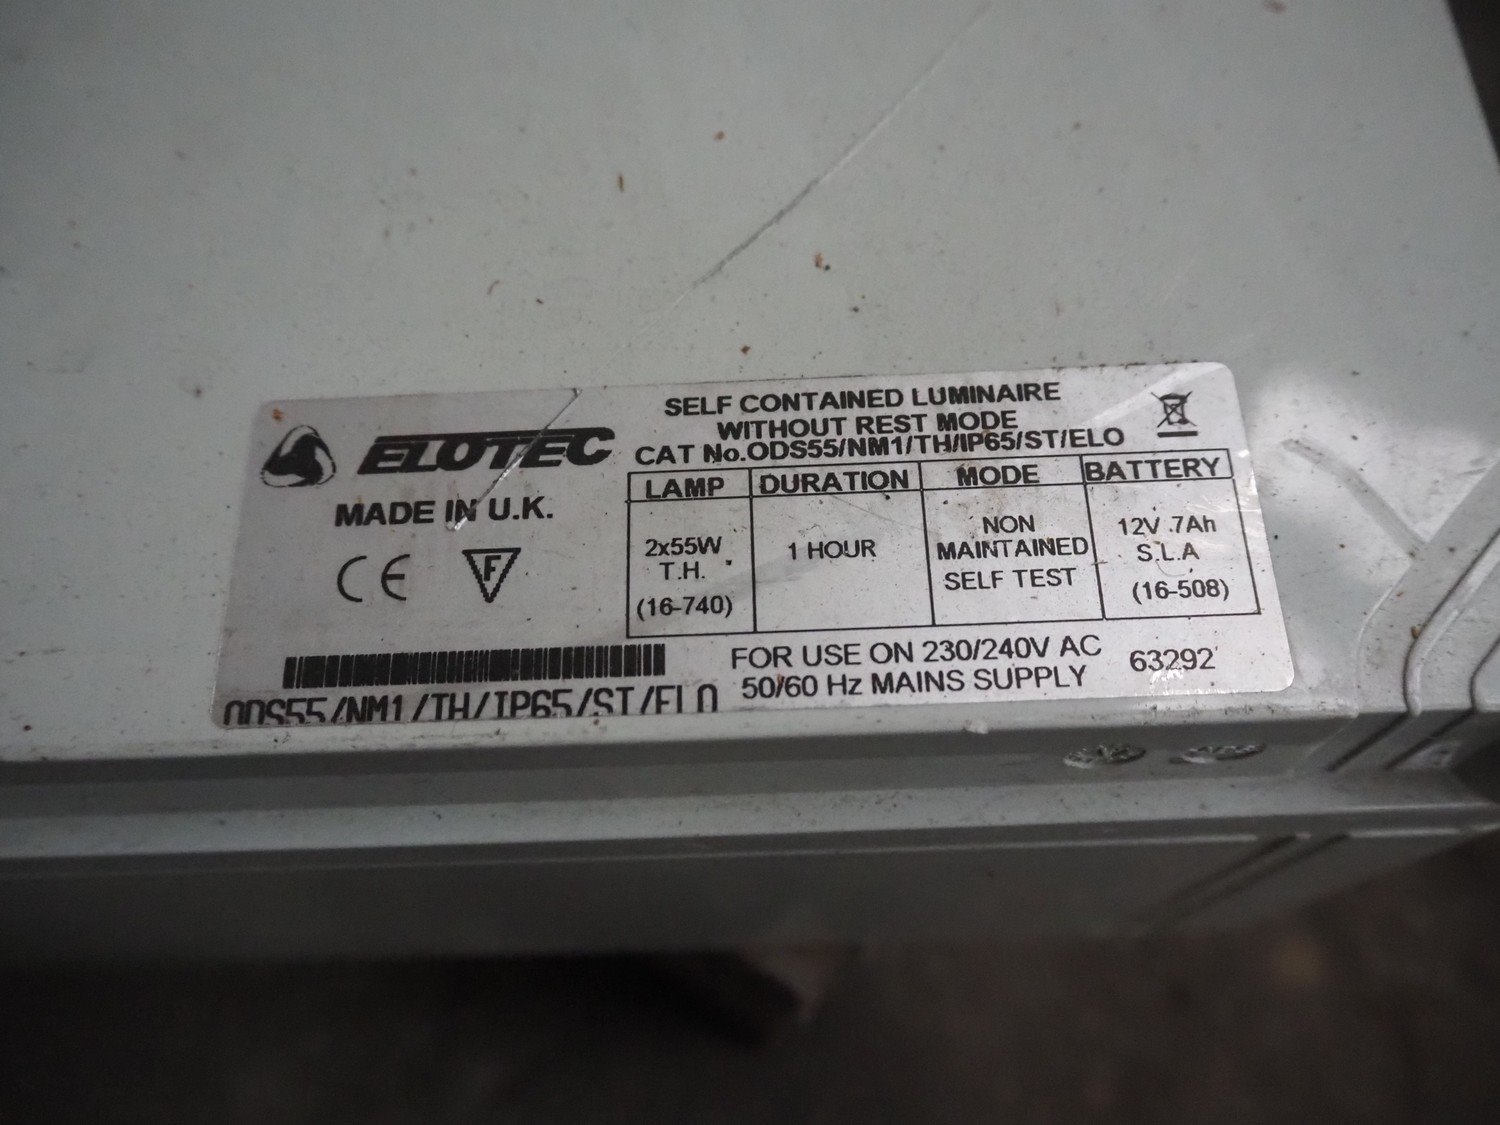 ELOTEC
MADE IN U.K.
CE
F
SELF CONTAINED LUMINAIRE
WITHOUT REST MODE
CAT No.ODS55/NM1/TH/IP65/ST/ELO
LAMP DURATION MODE BATTERY
2x55W
T.H.
(16-740)
1 HOUR
NON
MAINTAINED
SELF TEST
12V 7Ah
S.L.A
(16-508)
ODS55/NM1/TH/IP65/ST/ELO
FOR USE ON 230/240V AC
50/60 Hz MAINS SUPPLY
63292